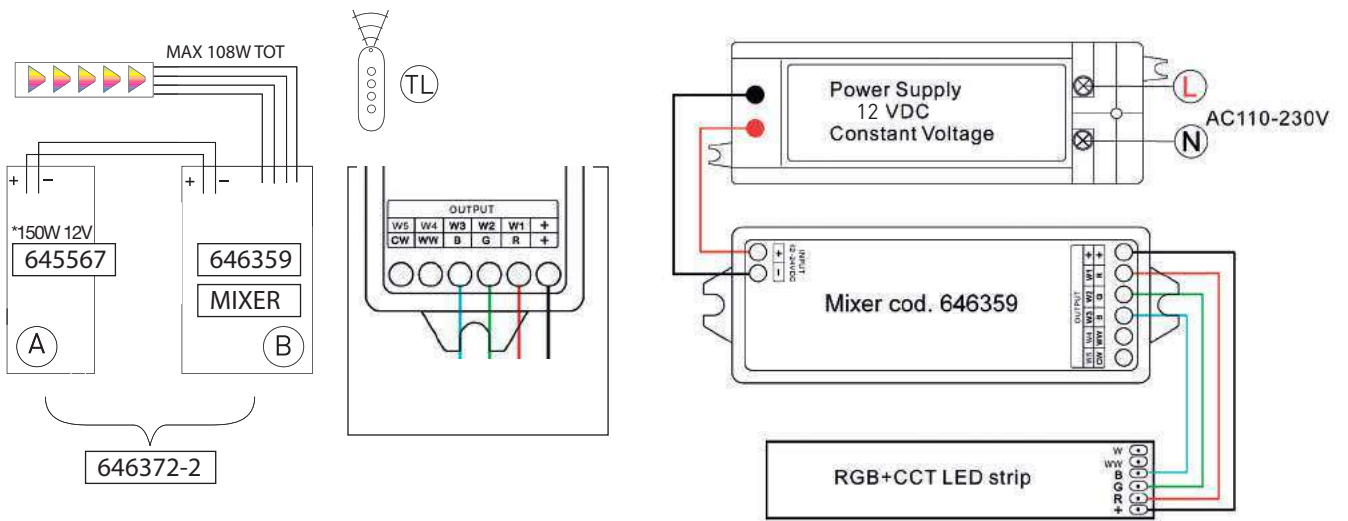 MAX 108W TOT
TL
+ − + −
*150W 12V
645567
646359
MIXER
A
B
646372-2
OUTPUT
W5 W4 W3 W2 W1 +
CW WW B G R +
Power Supply
12 VDC
Constant Voltage
L
N
AC110-230V
+ −
INPUT
12-24VDC
Mixer cod. 646359
OUTPUT
W5 W4 W3 W2 W1 +
CW WW B G R +
RGB+CCT LED strip
W
WW
B
G
R
+